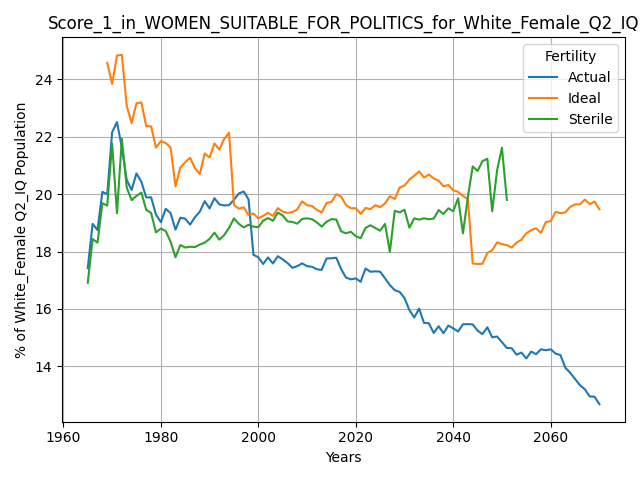 Score_1_in_WOMEN_SUITABLE_FOR_POLITICS_for_White_Female_Q2_IQ
Fertility
Actual
Ideal
Sterile
24
22
20
18
16
14
% of White_Female Q2_IQ Population
1960
1980
2000
2020
2040
2060
Years